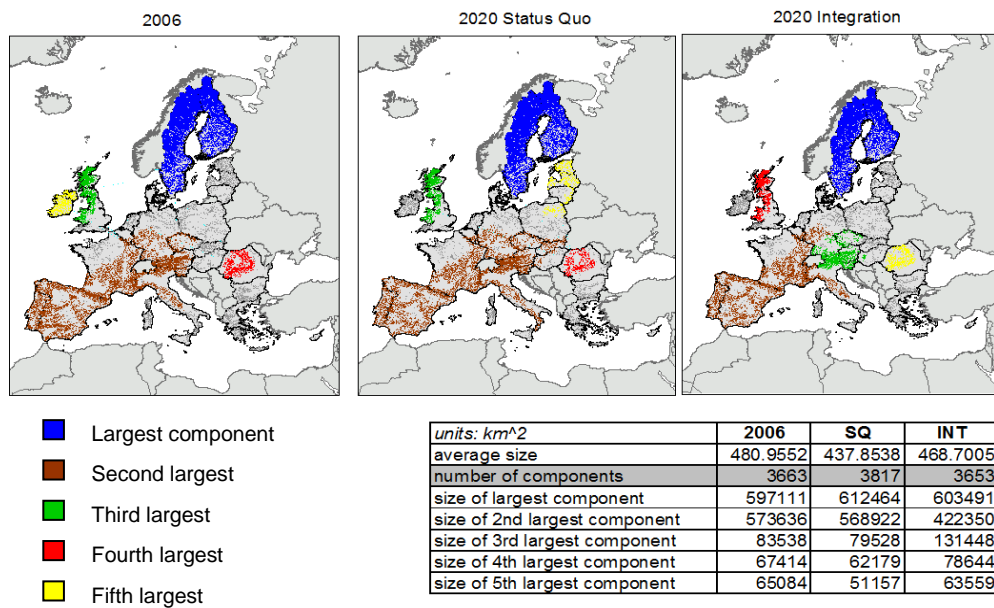 2006
2020 Status Quo
2020 Integration
Largest component
Second largest
Third largest
Fourth largest
Fifth largest
units: km^2 2006 SQ INT
average size 480.9552 437.8538 468.7005
number of components 3663 3817 3653
size of largest component 597111 612464 603491
size of 2nd largest component 573636 568922 422350
size of 3rd largest component 83538 79528 131448
size of 4th largest component 67414 62179 78644
size of 5th largest component 65084 51157 63559